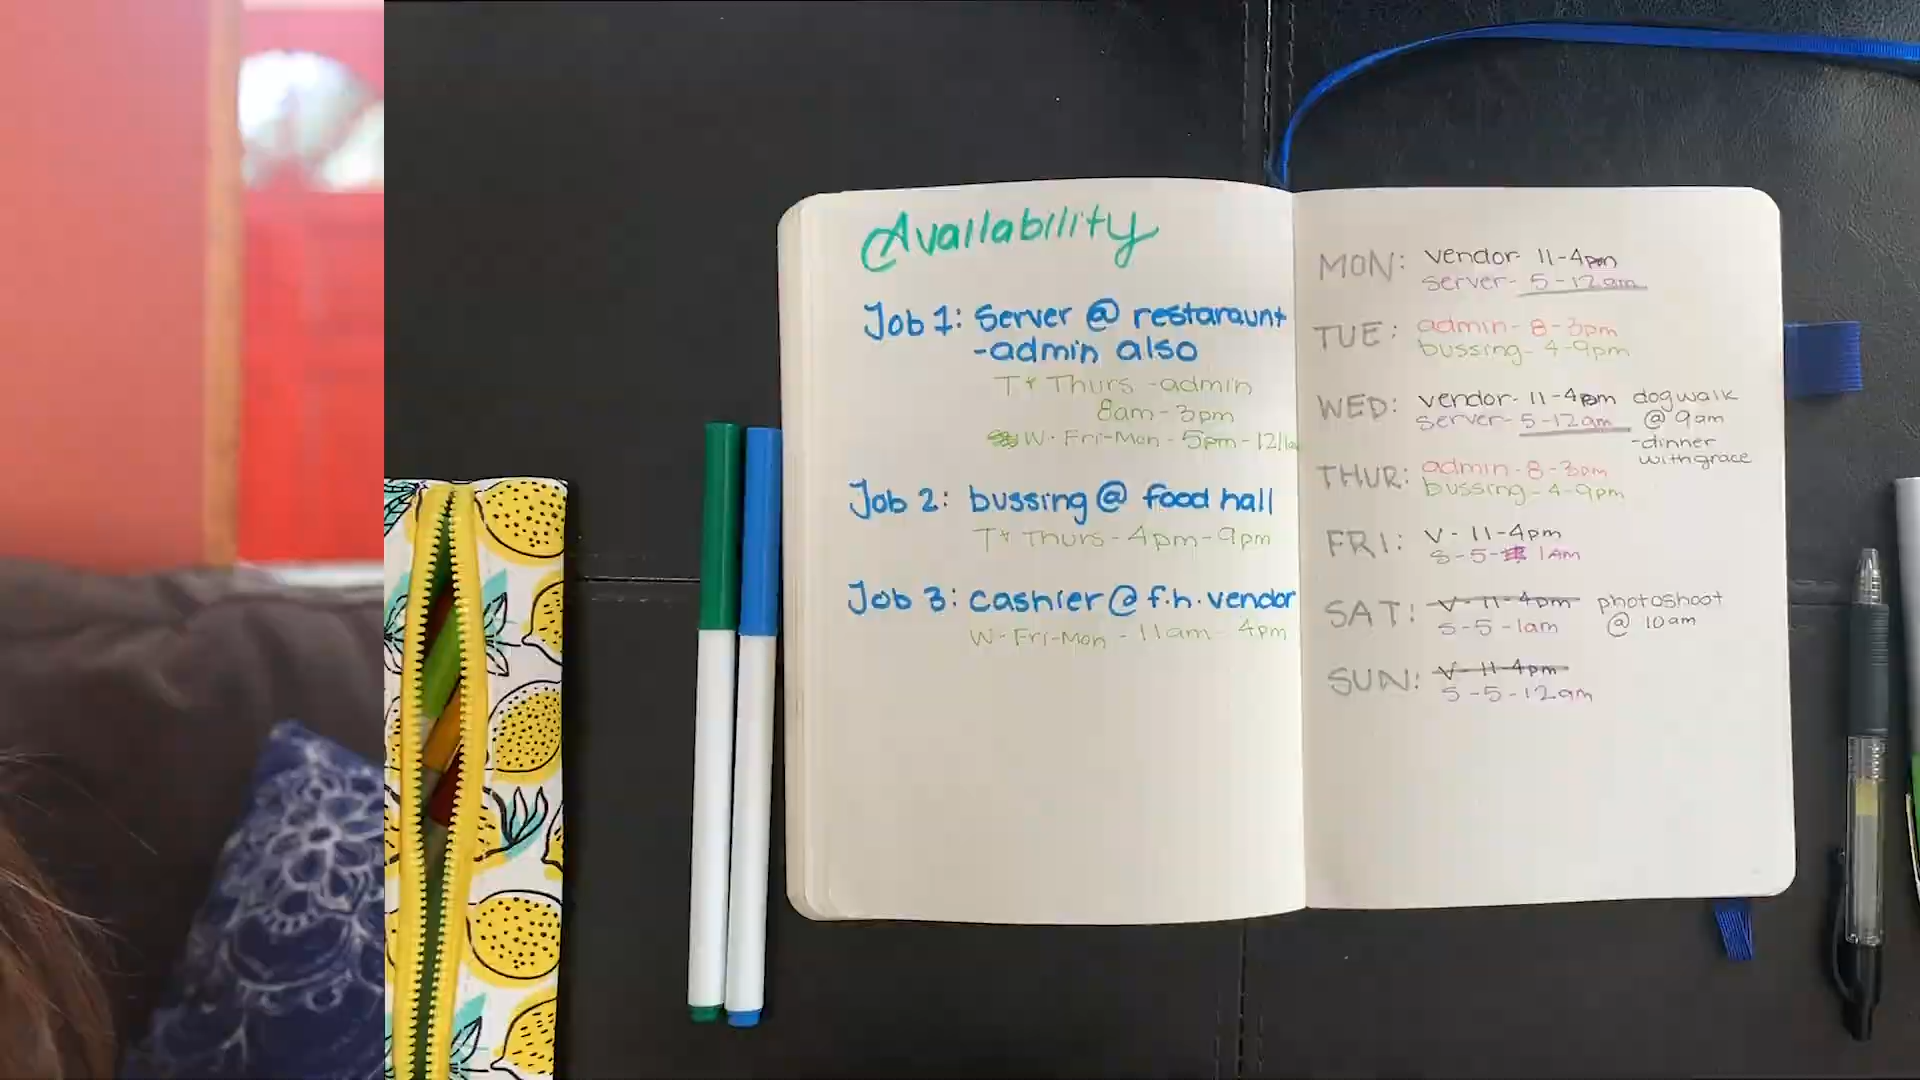 Availability
Job 1: Server @ restaraunt
-admin also
T + Thurs - admin
8am - 3pm
W - Fri-Mon - 5pm - 12/1a
Job 2: bussing @ food hall
T + Thurs - 4pm - 9pm
Job 3: cashier @ f.h. vendor
W - Fri-Mon - 11am - 4pm
MON: vendor - 11-4pm
server - 5-12am
TUE: admin - 8-3pm
bussing - 4-9pm
WED: vendor - 11-4pm dogwalk
server - 5-12am @ 9am
-dinner
with grace
THUR: admin - 8-3pm
bussing - 4-9pm
FRI: V - 11-4pm
S - 5 - 1am
SAT: V - 11-4pm photoshoot
S - 5 - 1am @ 10am
SUN: V - 11-4pm
S - 5 - 12am